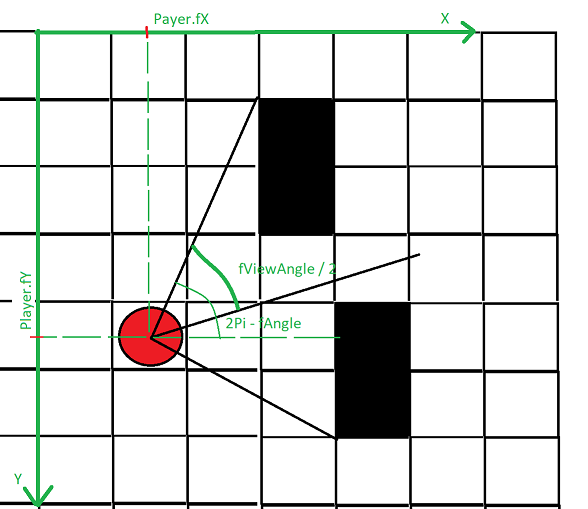 Payer.fX
X
fViewAngle / 2
Player.fY
2Pi - fAngle
Y